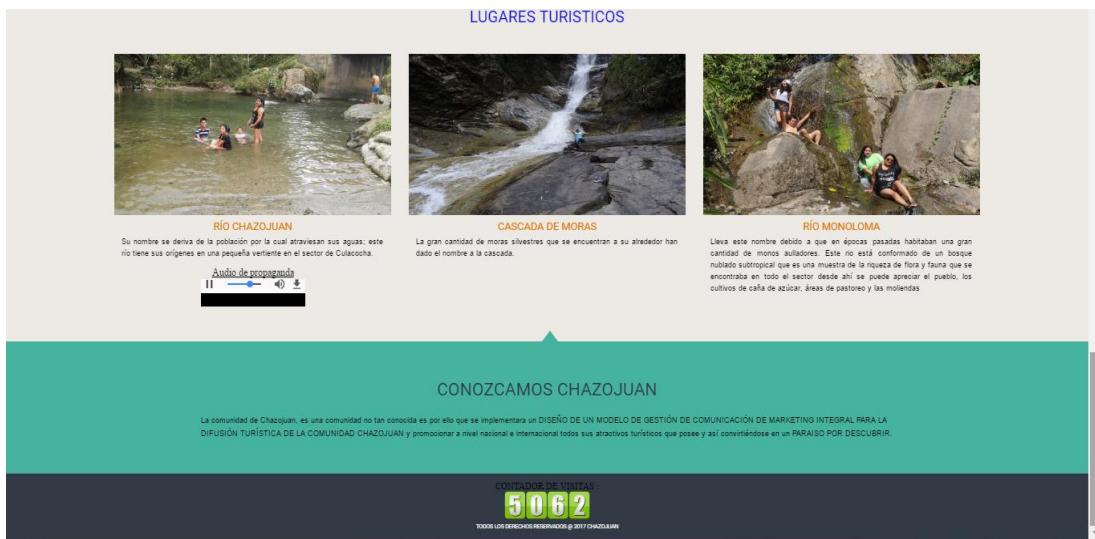 LUGARES TURISTICOS
RÍO CHAZOJUAN
Su nombre se deriva de la población por la cual atraviesan sus aguas; este
río tiene sus orígenes en una pequeña vertiente en el sector de Culacocha.
Audio de propaganda
CASCADA DE MORAS
La gran cantidad de moras silvestres que se encuentran a su alrededor han
dado el nombre a la cascada.
RÍO MONOLOMA
Lleva este nombre debido a que en épocas pasadas habitaban una gran
cantidad de monos aulladores. Este rio está conformado de un bosque
nublado subtropical que es una muestra de la riqueza de flora y fauna que se
encontraba en todo el sector desde ahí se puede apreciar el pueblo, los
cultivos de caña de azúcar, áreas de pastoreo y las moliendas
CONOZCAMOS CHAZOJUAN
La comunidad de Chazojuan, es una comunidad no tan conocida es por ello que se implementara un DISEÑO DE UN MODELO DE GESTIÓN DE COMUNICACIÓN DE MARKETING INTEGRAL PARA LA
DIFUSIÓN TURÍSTICA DE LA COMUNIDAD CHAZOJUAN y promocionar a nivel nacional e internacional todos sus atractivos turísticos que posee y así convirtiéndose en un PARAISO POR DESCUBRIR.
CONTADOR DE VISITAS :
5062
TODOS LOS DERECHOS RESERVADOS @ 2017 CHAZOJUAN